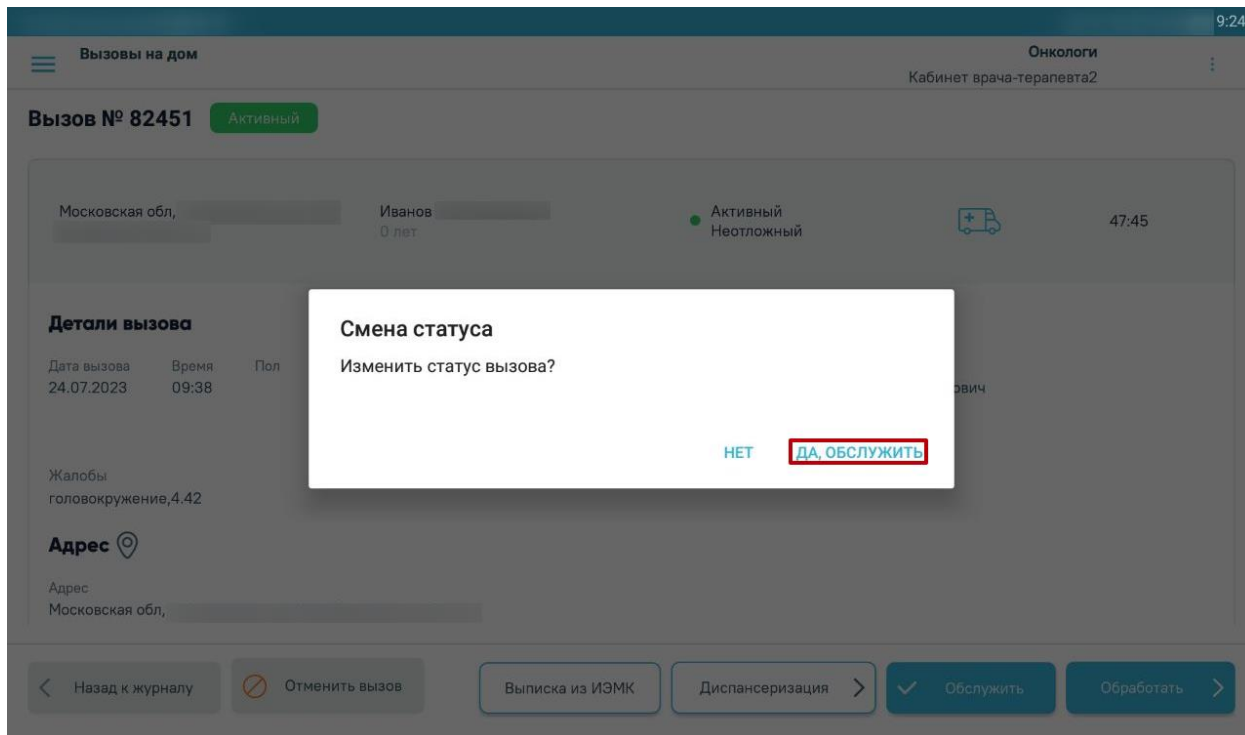 9:24
Вызовы на дом
Онкологи
Кабинет врача-терапевта2
Вызов № 82451 Активный
Московская обл, Иванов Активный 47:45
0 лет Неотложный
Детали вызова
Смена статуса
Изменить статус вызова?
Дата вызова Время Пол
24.07.2023 09:38 ович
НЕТ ДА, ОБСЛУЖИТЬ
Жалобы
головокружение,4.42
Адрес
Адрес
Московская обл,
Назад к журналу Отменить вызов Выписка из ИЭМК Диспансеризация Обслужить Обработать